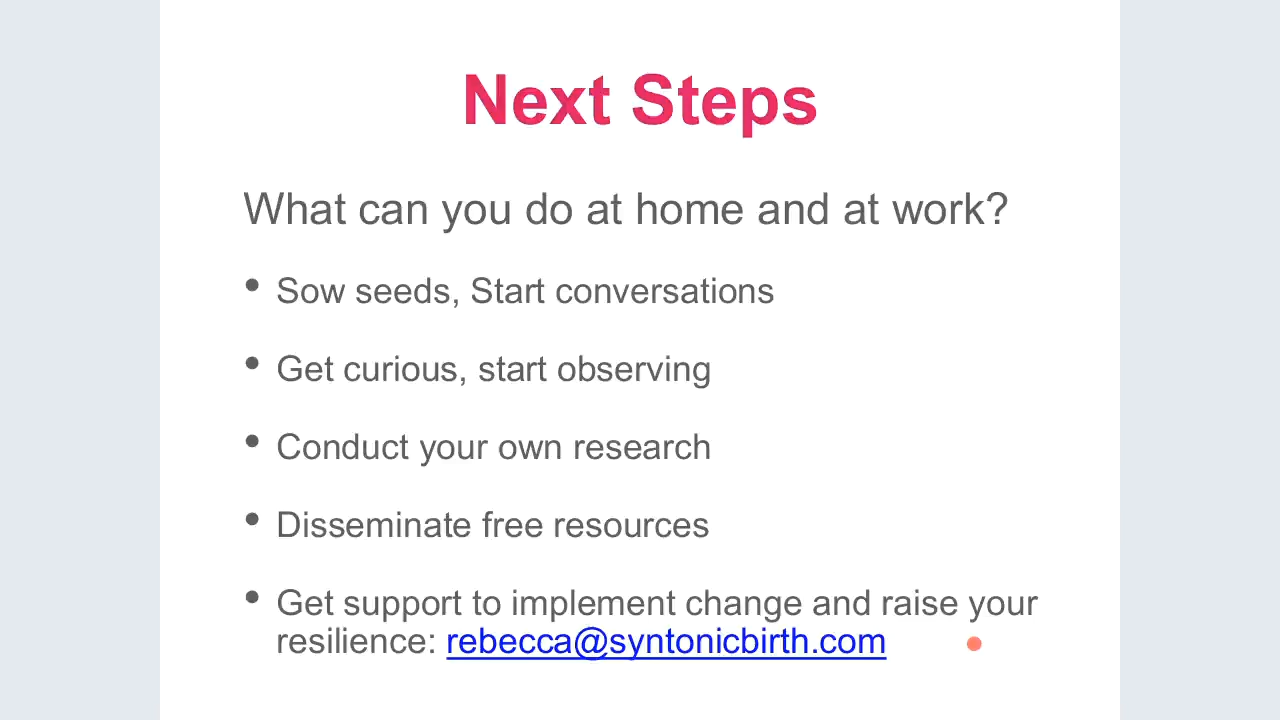 Next Steps
What can you do at home and at work?
• Sow seeds, Start conversations
• Get curious, start observing
• Conduct your own research
• Disseminate free resources
• Get support to implement change and raise your
resilience: rebecca@syntonicbirth.com